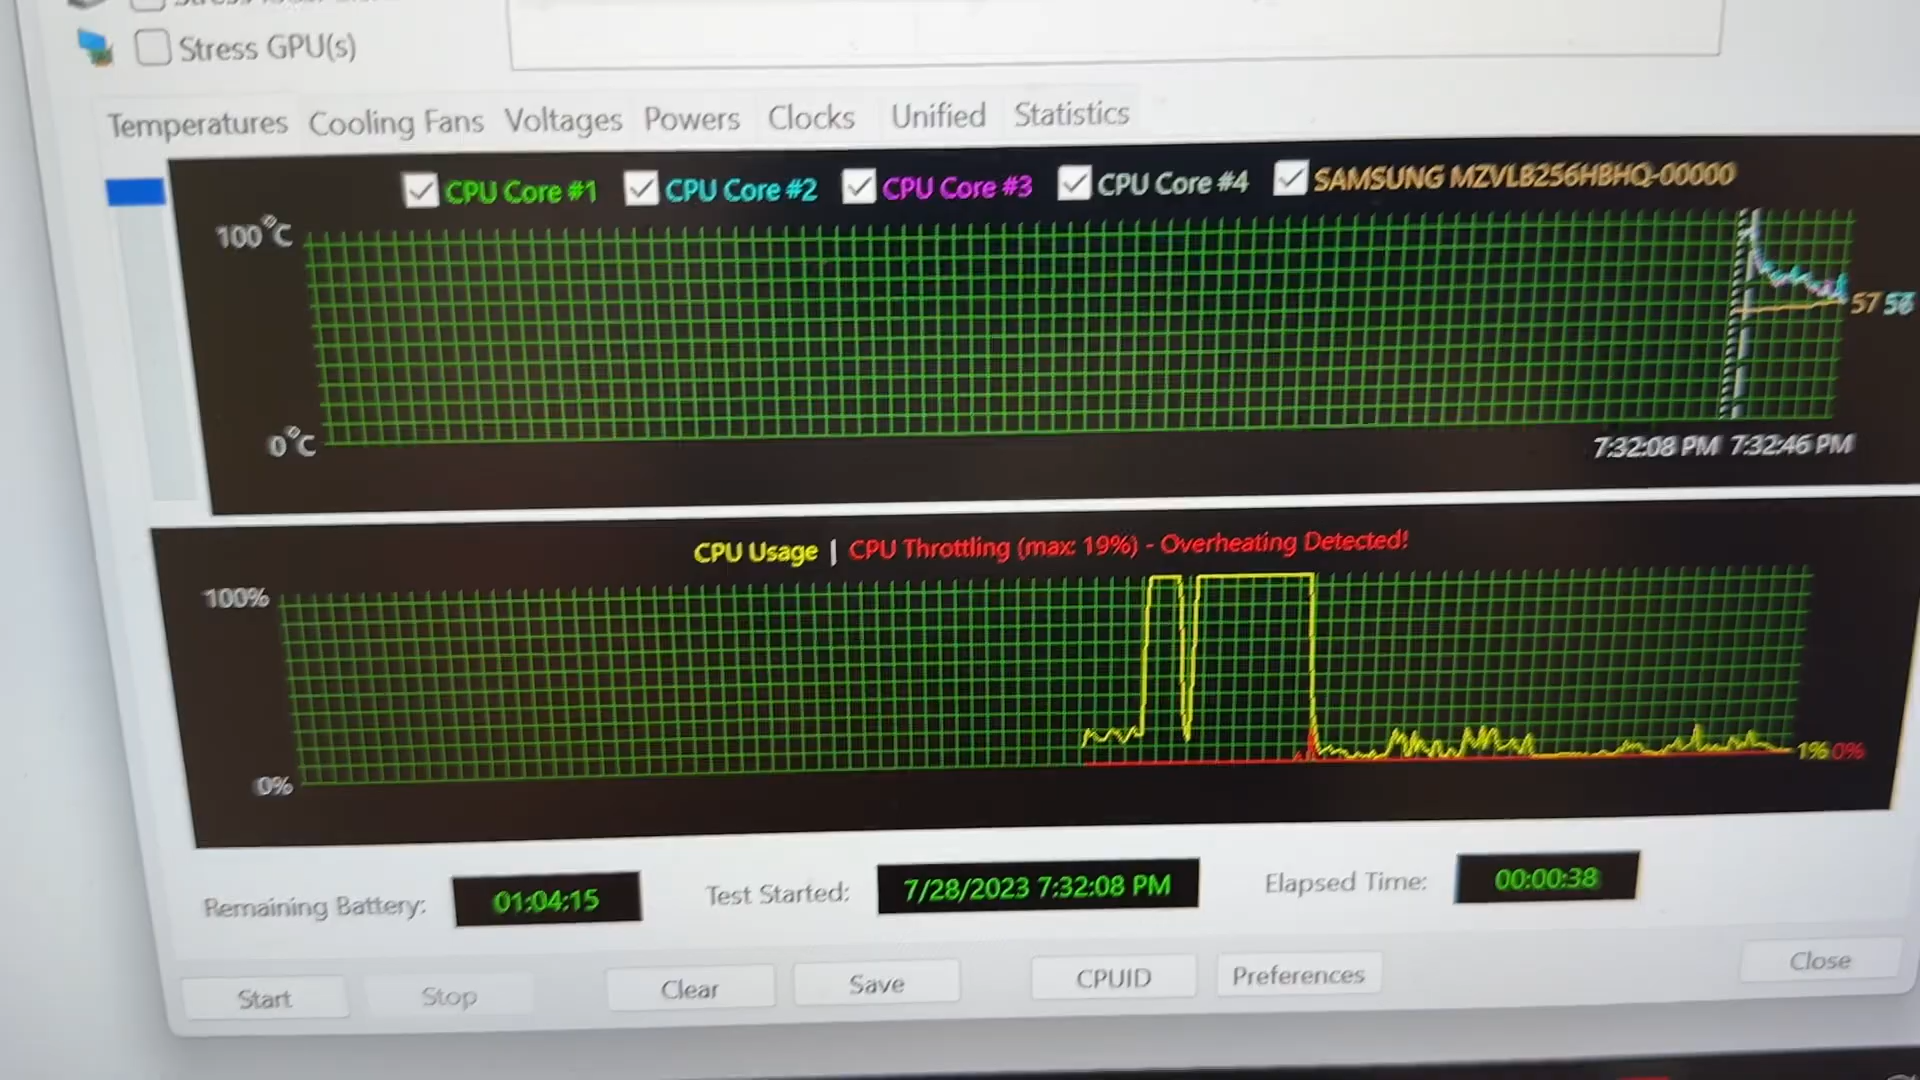 Stress GPU(s)
Temperatures Cooling Fans Voltages Powers Clocks Unified Statistics
CPU Core #1 CPU Core #2 CPU Core #3 CPU Core #4 SAMSUNG MZVLB256HBHQ-00000
100°C
57
0°C
7:32:08 PM 7:32:46 PM
CPU Usage | CPU Throttling (max: 19%) - Overheating Detected!
100%
1% 0%
0%
Remaining Battery: 01:04:15 Test Started: 7/28/2023 7:32:08 PM Elapsed Time: 00:00:38
Start Stop Clear Save CPUID Preferences Close